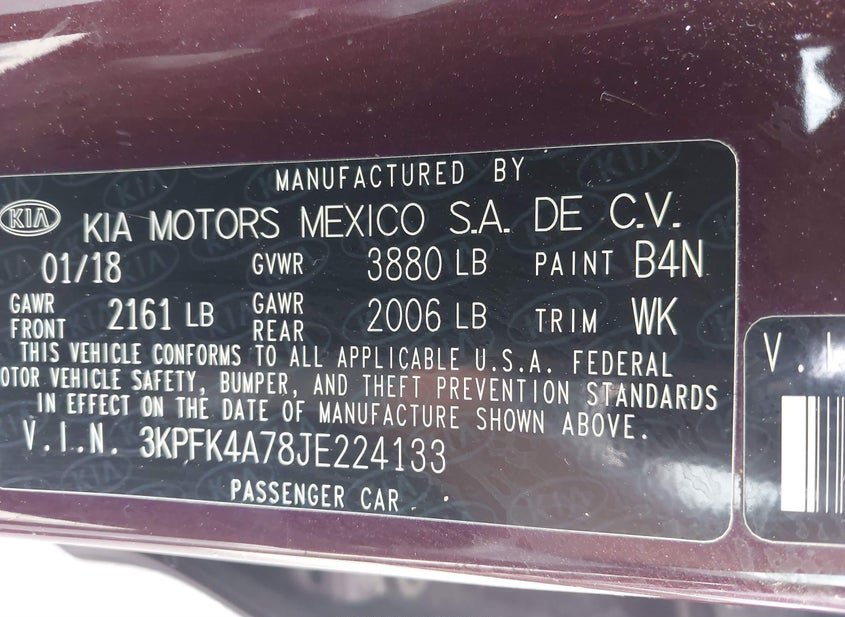 MANUFACTURED BY
KIA KIA MOTORS MEXICO S.A. DE C.V.
01/18 GVWR 3880 LB PAINT B4N
GAWR FRONT 2161 LB GAWR REAR 2006 LB TRIM WK
THIS VEHICLE CONFORMS TO ALL APPLICABLE U.S.A. FEDERAL
OTOR VEHICLE SAFETY, BUMPER, AND THEFT PREVENTION STANDARDS
IN EFFECT ON THE DATE OF MANUFACTURE SHOWN ABOVE.
V.I.N. 3KPFK4A78JE224133
PASSENGER CAR
V.I